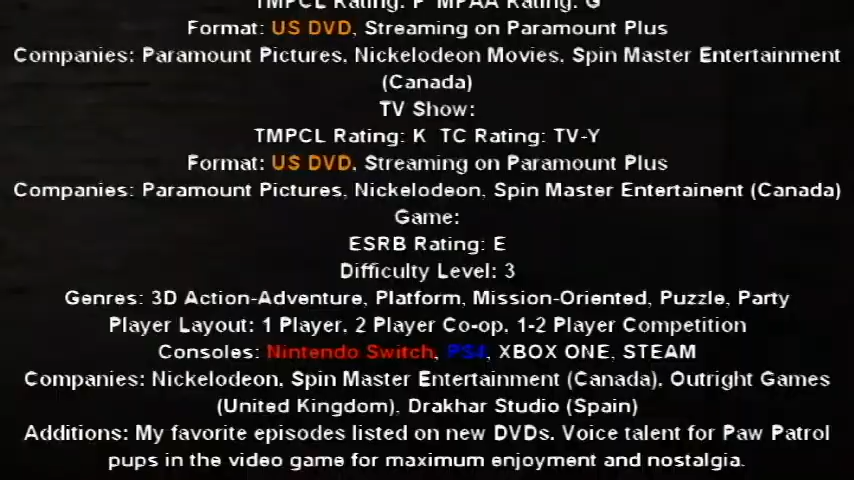 TMPCL Rating: P MPAA Rating: G
Format: US DVD, Streaming on Paramount Plus
Companies: Paramount Pictures, Nickelodeon Movies, Spin Master Entertainment
(Canada)
TV Show:
TMPCL Rating: K TC Rating: TV-Y
Format: US DVD, Streaming on Paramount Plus
Companies: Paramount Pictures, Nickelodeon, Spin Master Entertainent (Canada)
Game:
ESRB Rating: E
Difficulty Level: 3
Genres: 3D Action-Adventure, Platform, Mission-Oriented, Puzzle, Party
Player Layout: 1 Player, 2 Player Co-op, 1-2 Player Competition
Consoles: Nintendo Switch, PS4, XBOX ONE, STEAM
Companies: Nickelodeon, Spin Master Entertainment (Canada), Outright Games
(United Kingdom), Drakhar Studio (Spain)
Additions: My favorite episodes listed on new DVDs. Voice talent for Paw Patrol
pups in the video game for maximum enjoyment and nostalgia.